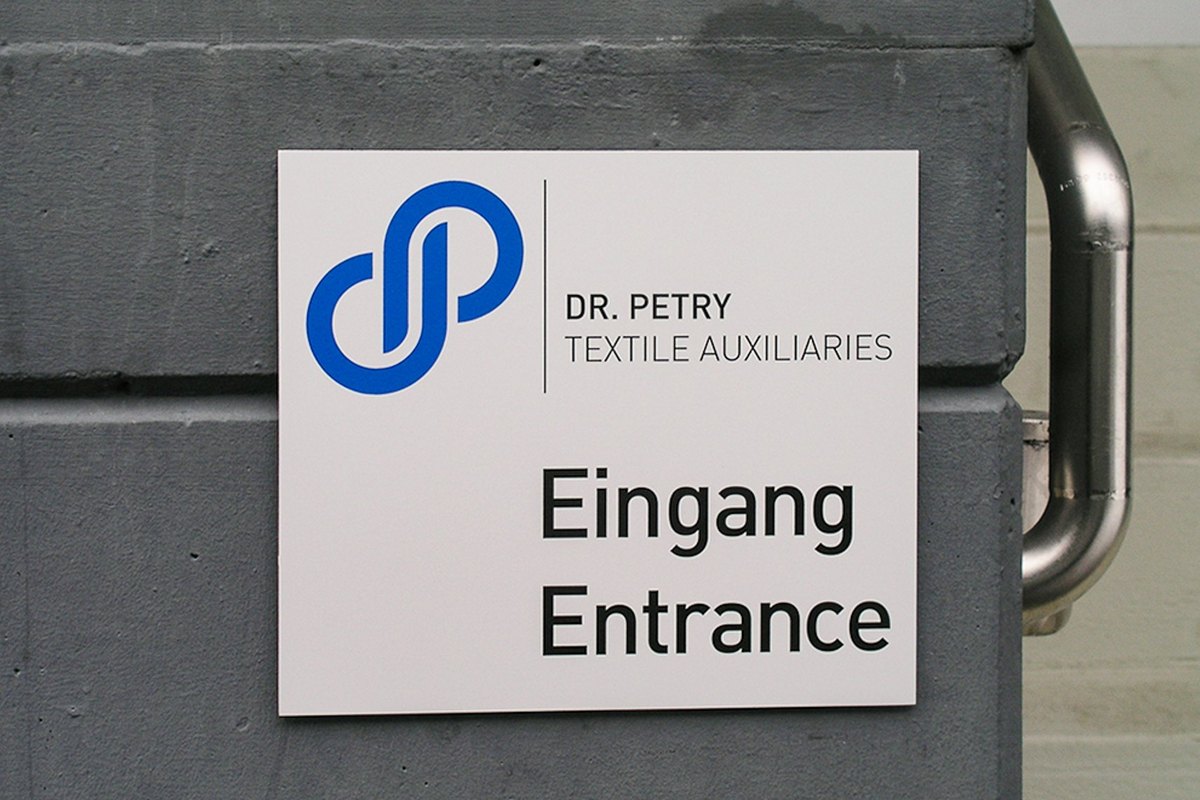 DR. PETRY
TEXTILE AUXILIARIES
Eingang
Entrance